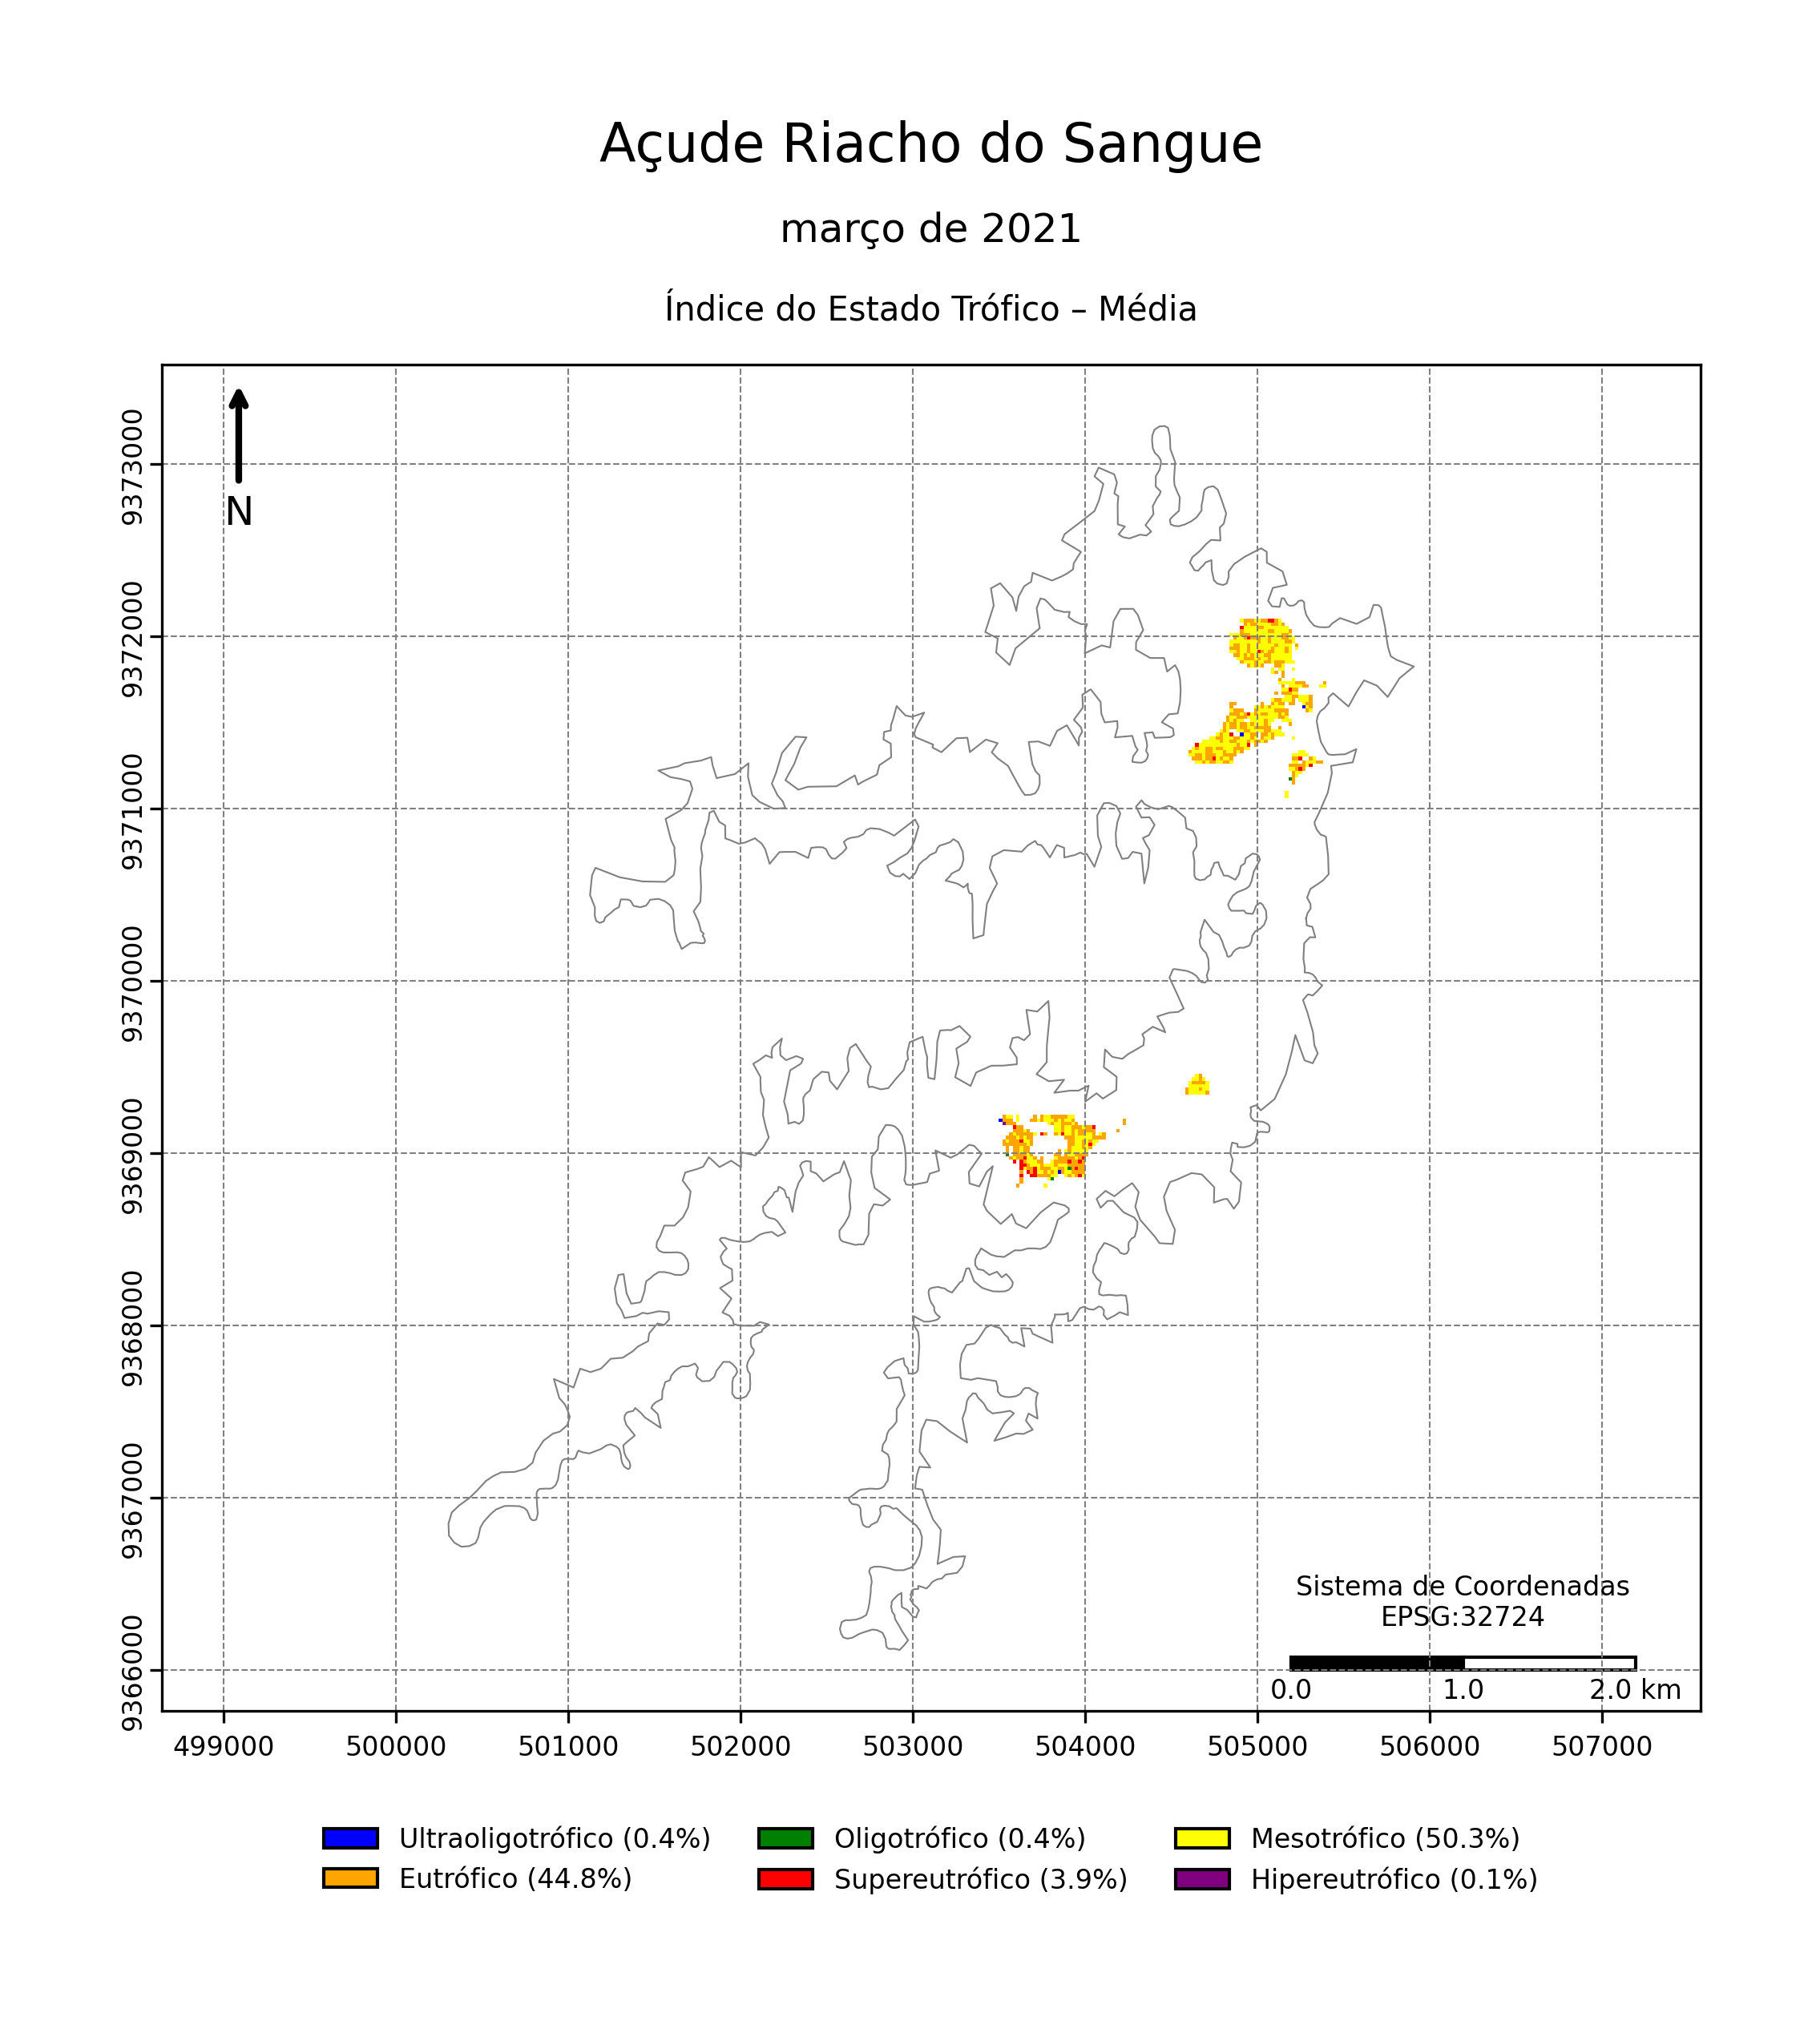 Açude Riacho do Sangue
março de 2021
Índice do Estado Trófico – Média
9373000
9372000
9371000
9370000
9369000
9368000
9367000
9366000
N
Sistema de Coordenadas
EPSG:32724
0.0 1.0 2.0 km
499000 500000 501000 502000 503000 504000 505000 506000 507000
Ultraoligotrófico (0.4%) Oligotrófico (0.4%) Mesotrófico (50.3%)
Eutrófico (44.8%) Supereutrófico (3.9%) Hipereutrófico (0.1%)